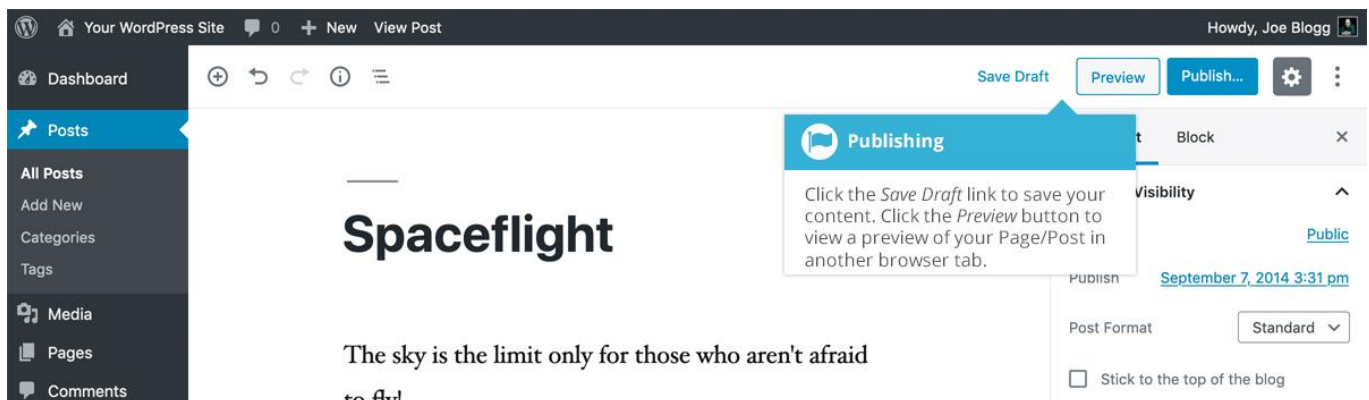 Your WordPress Site 0 New View Post Howdy, Joe Blogg
Dashboard
Save Draft Preview Publish...
Posts
All Posts
Add New
Categories
Tags
Media
Pages
Comments
Spaceflight
The sky is the limit only for those who aren't afraid
to fly!
Publishing
Click the Save Draft link to save your
content. Click the Preview button to
view a preview of your Page/Post in
another browser tab.
t Block
Visibility
Public
Publish September 7, 2014 3:31 pm
Post Format Standard
Stick to the top of the blog